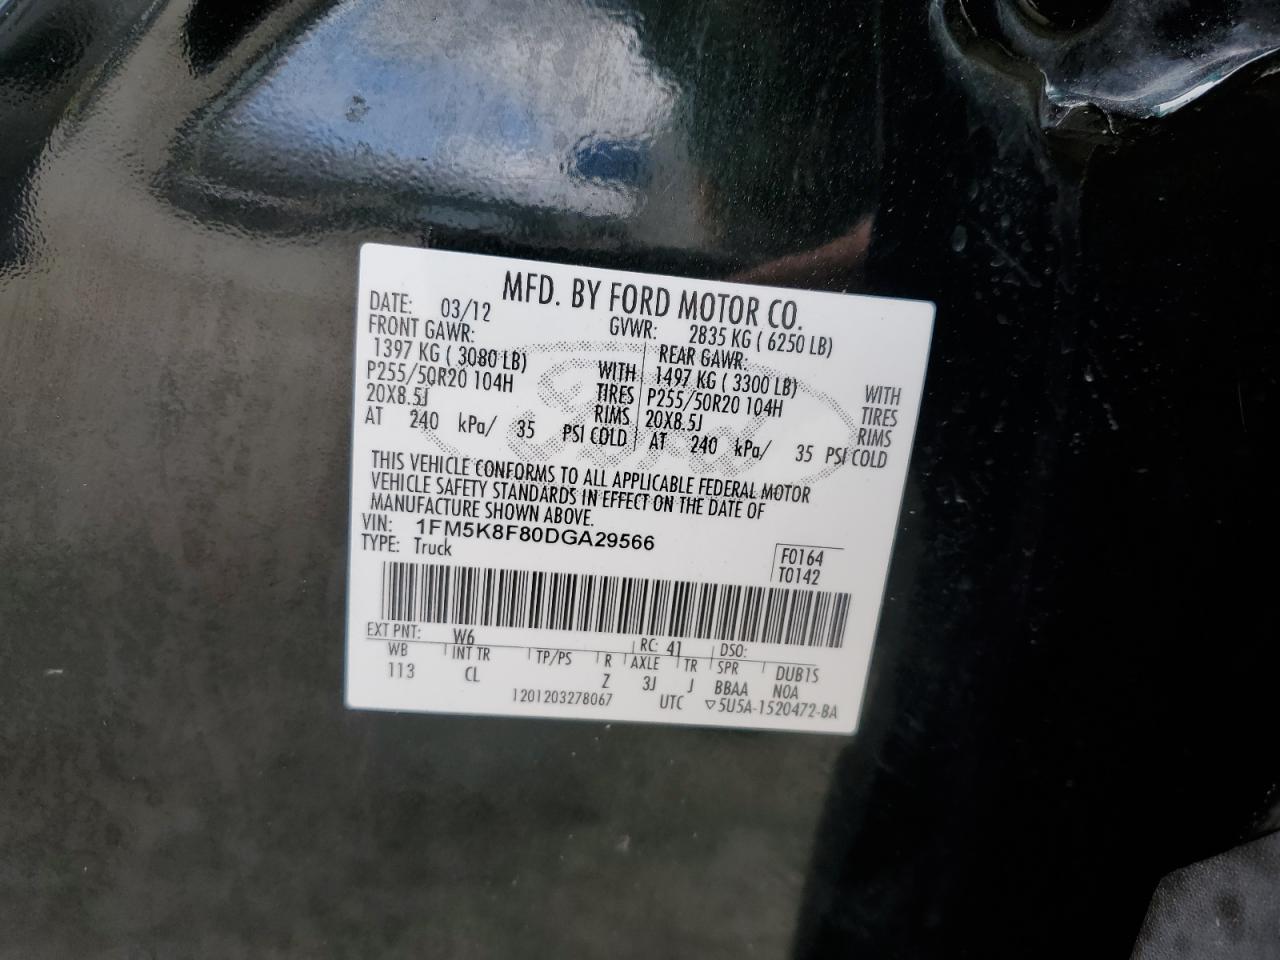 MFD. BY FORD MOTOR CO.
DATE: 03/12 GVWR: 2835 KG ( 6250 LB)
FRONT GAWR: REAR GAWR:
1397 KG ( 3080 LB) WITH 1497 KG ( 3300 LB) WITH
P255/50R20 104H TIRES P255/50R20 104H TIRES
20X8.5J RIMS 20X8.5J RIMS
AT 240 kPa/ 35 PSI COLD AT 240 kPa/ 35 PSI COLD
Ford
THIS VEHICLE CONFORMS TO ALL APPLICABLE FEDERAL MOTOR
VEHICLE SAFETY STANDARDS IN EFFECT ON THE DATE OF
MANUFACTURE SHOWN ABOVE.
VIN: 1FM5K8F80DGA29566
TYPE: Truck
F0164
T0142
EXT PNT: W6 RC: 41 DSO:
WB INT TR TP/PS R AXLE TR SPR DUB1S
113 CL Z 3J J BBAA NOA
1201203278067 UTC ▽5U5A-1520472-BA